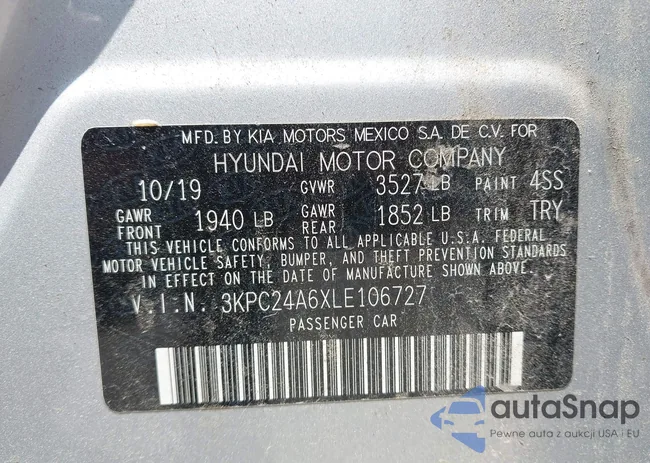 MFD. BY KIA MOTORS MEXICO S.A. DE C.V. FOR
HYUNDAI MOTOR COMPANY
10/19 GVWR 3527 LB PAINT 4SS
GAWR FRONT 1940 LB GAWR REAR 1852 LB TRIM TRY
THIS VEHICLE CONFORMS TO ALL APPLICABLE U.S.A. FEDERAL
MOTOR VEHICLE SAFETY, BUMPER, AND THEFT PREVENTION STANDARDS
IN EFFECT ON THE DATE OF MANUFACTURE SHOWN ABOVE.
V.I.N. 3KPC24A6XLE106727
PASSENGER CAR
autaSnap
Pewne auta z aukcji USA i EU